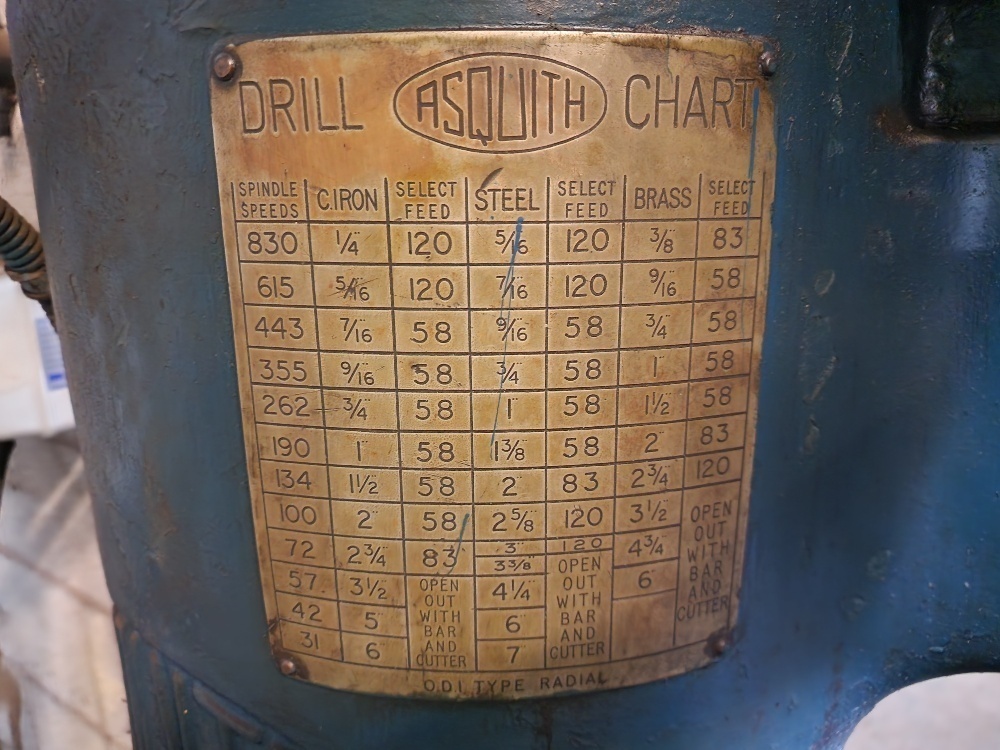 DRILL ASQUITH CHART
SPINDLE SPEEDS C.IRON SELECT FEED STEEL SELECT FEED BRASS SELECT FEED
830 1/4" 120 5/16" 120 3/8" 83
615 5/16" 120 7/16" 120 9/16" 58
443 7/16" 58 9/16" 58 3/4" 58
355 9/16" 58 3/4" 58 1" 58
262 3/4" 58 1" 58 1 1/2" 58
190 1" 58 1 3/8" 58 2" 83
134 1 1/2" 58 2" 83 2 3/4" 120
100 2" 58 2 5/8" 120 3 1/2" OPEN OUT WITH BAR AND CUTTER
72 2 3/4" 83 3" 120 4 3/4"
3 3/8" OPEN OUT WITH BAR AND CUTTER
57 3 1/2" OPEN OUT WITH BAR AND CUTTER 4 1/4" 6"
42 5" 6"
31 6" 7
O.D.I. TYPE RADIAL